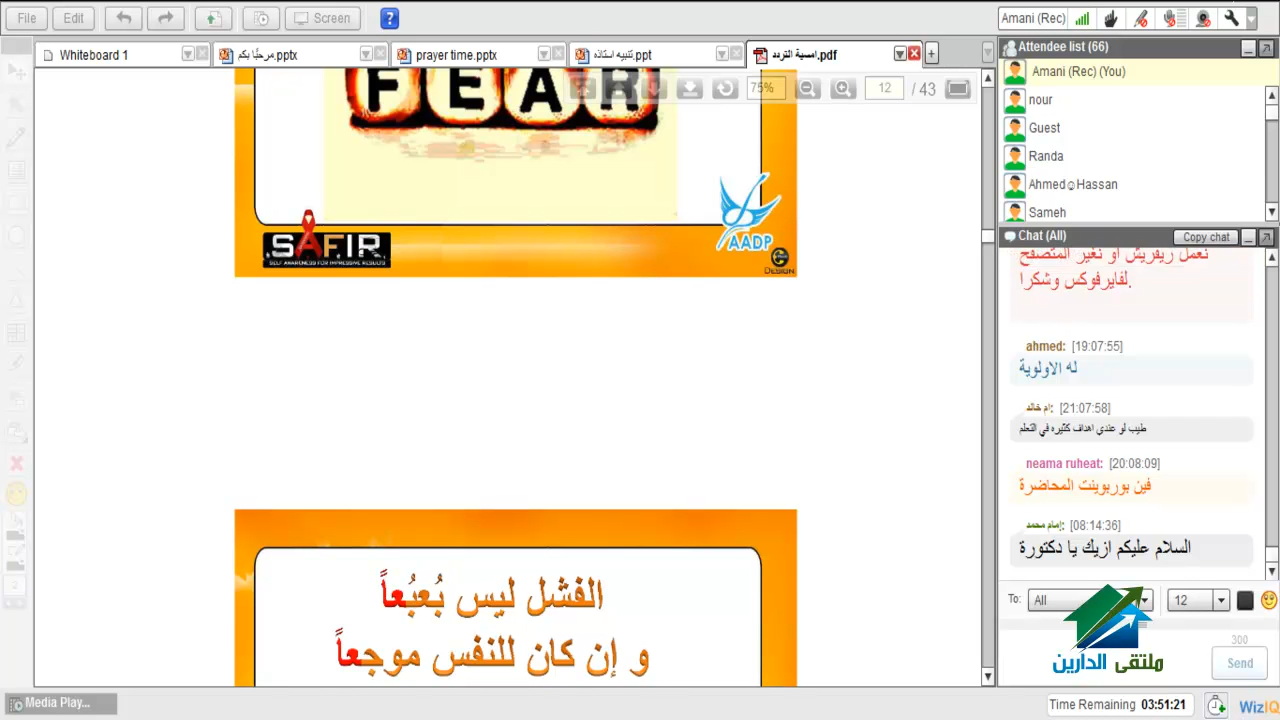 File
Edit
Screen
?
Amani (Rec)
Whiteboard 1
مرحبًا بكم.pptx
prayer time.pptx
تنبيه استاذه.ppt
امسية التردد.pdf
+
75%
12
/ 43
FEAR
SAFIR
SELF AWARENESS FOR IMPRESSIVE RESULTS
AADP
DESIGN
الفشل ليس بُعبُعاً
و إن كان للنفس موجعاً
Attendee list (66)
Amani (Rec) (You)
nour
Guest
Randa
Ahmed☺Hassan
Sameh
Chat (All)
Copy chat
نعمل ريفريش او نغير المتصفح
لفايرفوكس وشكرا.
ahmed: [19:07:55]
له الاولوية
ام خالد: [21:07:58]
طيب لو عندي اهداف كثيره في التعلم
neama ruheat: [20:08:09]
فين بوربوينت المحاضرة
إمام محمد: [08:14:36]
السلام عليكم ازيك يا دكتورة
To:
All
12
300
Send
ملتقى الدارين
Media Play...
Time Remaining 03:51:21
WizIQ